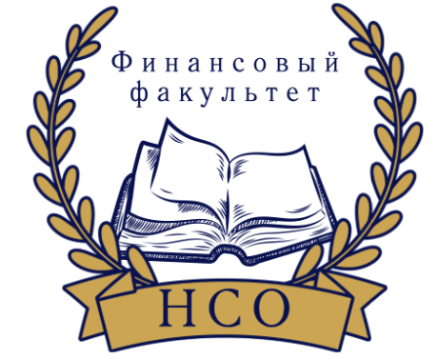 Финансовый
факультет
НСО